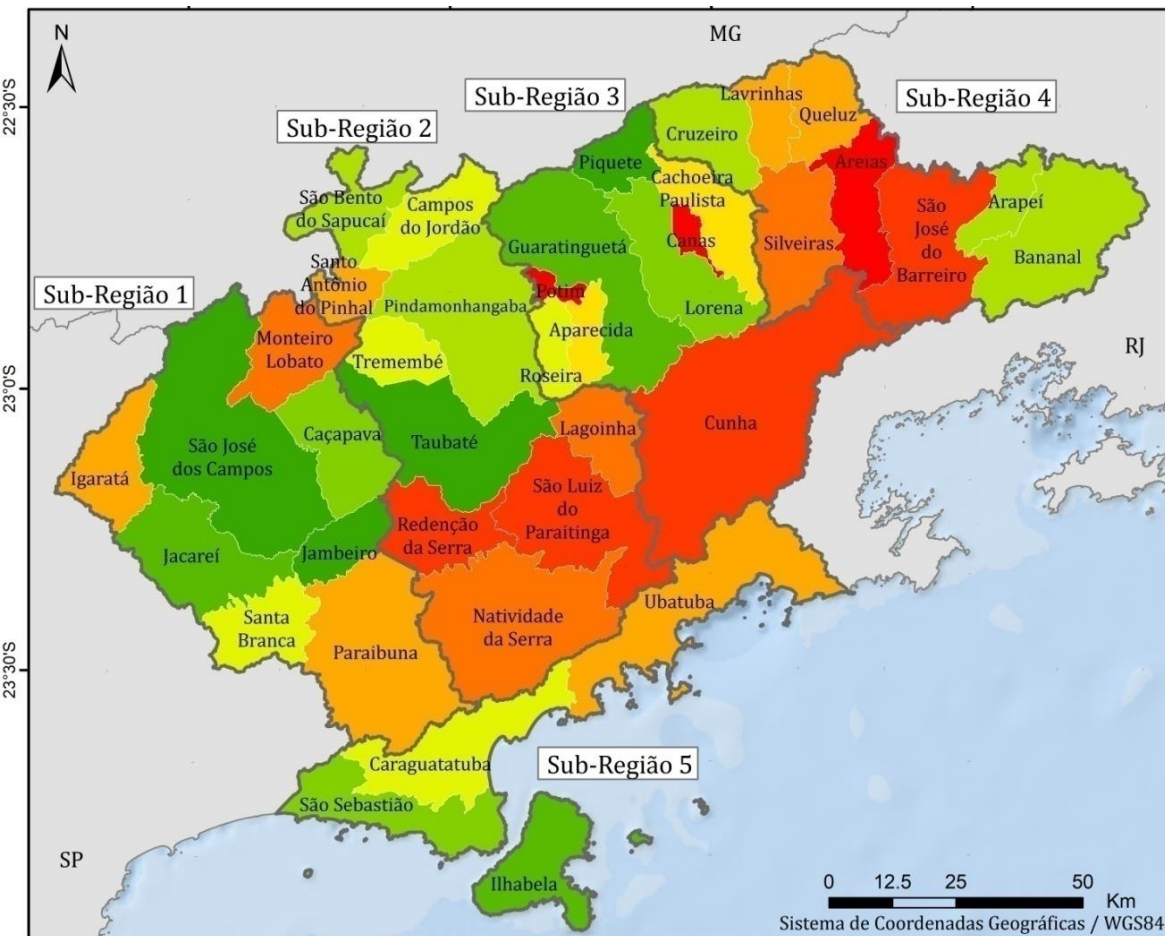 N
MG
Sub-Região 3
Sub-Região 4
Sub-Região 2
Sub-Região 1
Sub-Região 5
22°30'S
23°0'S
23°30'S
Lavrinhas
Queluz
Cruzeiro
Piquete
Areias
Cachoeira
Paulista
Canas
Silveiras
São
José
do
Barreiro
Arapeí
Bananal
São Bento
do Sapucaí
Campos
do Jordão
Guaratinguetá
Santo
Antônio
do Pinhal
Pindamonhangaba
Potim
Lorena
Aparecida
Roseira
Monteiro
Lobato
Tremembé
RJ
Cunha
Lagoinha
Taubaté
Caçapava
São José
dos Campos
Igaratá
São Luiz
do
Paraitinga
Redenção
da Serra
Jacareí
Jambeiro
Ubatuba
Natividade
da Serra
Santa
Branca
Paraibuna
Caraguatatuba
São Sebastião
Ilhabela
SP
0 12.5 25 50
Km
Sistema de Coordenadas Geográficas / WGS84